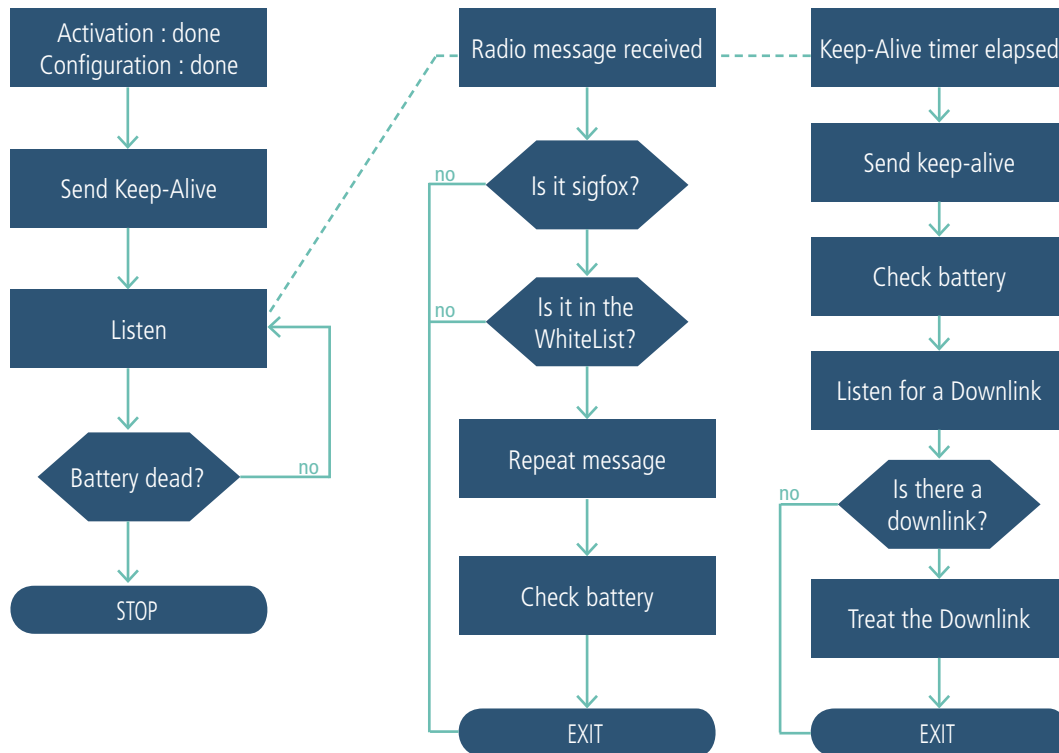 Activation : done
Configuration : done
Send Keep-Alive
Listen
Battery dead?
no
STOP
Radio message received
Is it sigfox?
no
Is it in the
WhiteList?
no
Repeat message
Check battery
EXIT
Keep-Alive timer elapsed
Send keep-alive
Check battery
Listen for a Downlink
Is there a
downlink?
no
Treat the Downlink
EXIT